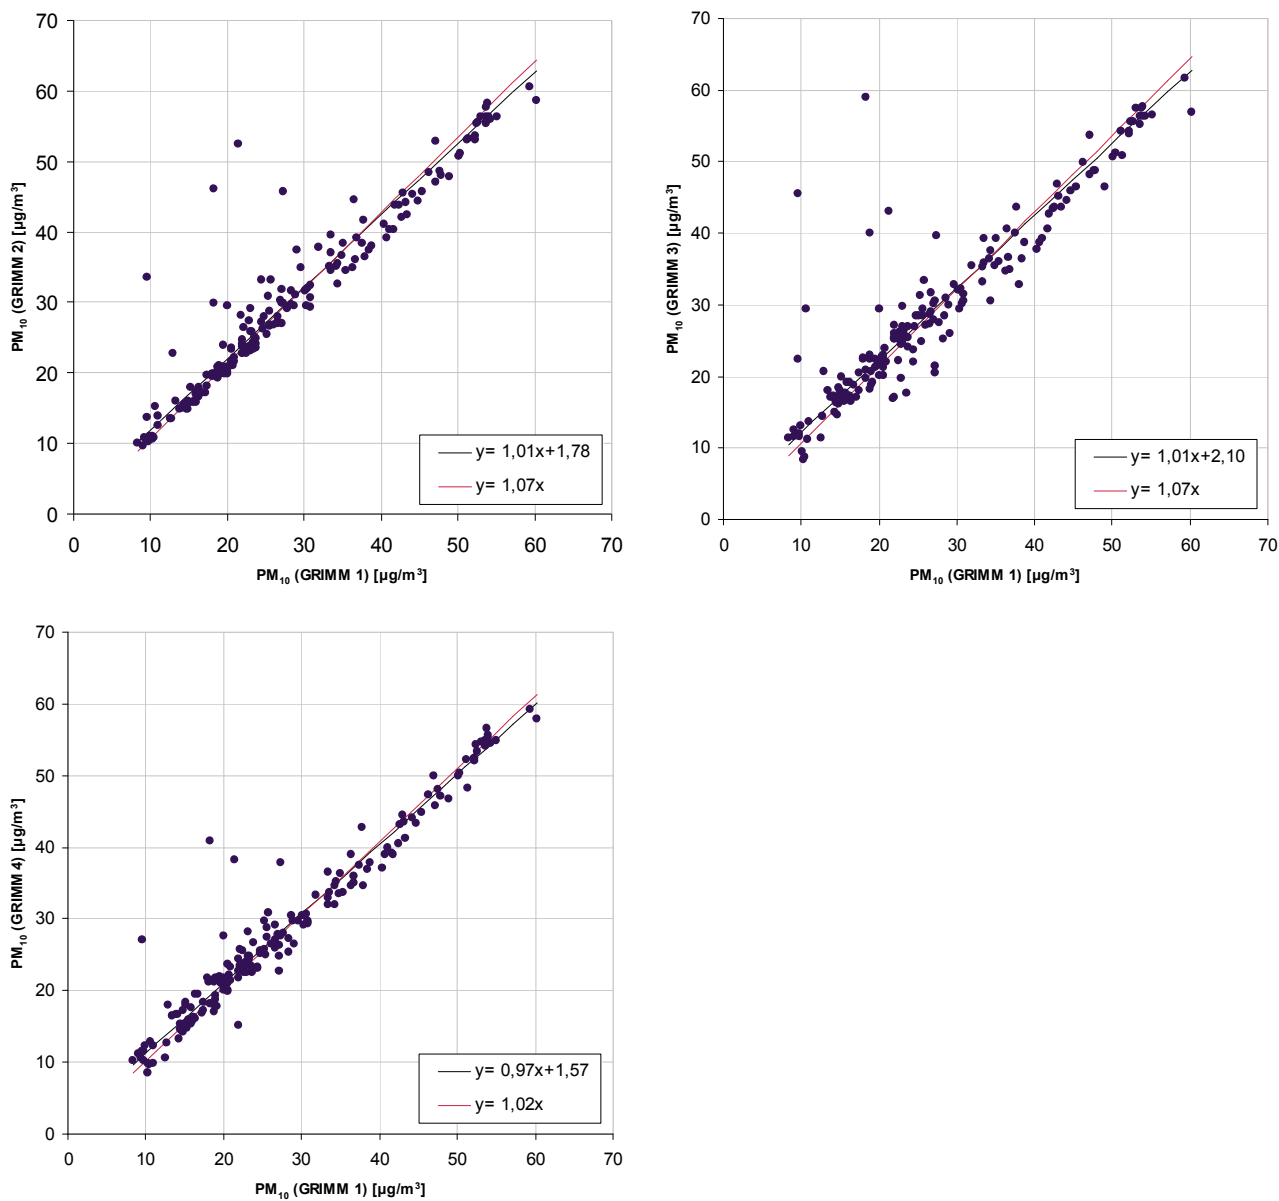 70
60
50
40
30
20
10
0
PM10 (GRIMM 2) [µg/m³]
y= 1,01x+1,78
y= 1,07x
0 10 20 30 40 50 60 70
PM10 (GRIMM 1) [µg/m³]
70
60
50
40
30
20
10
0
PM10 (GRIMM 3) [µg/m³]
y= 1,01x+2,10
y= 1,07x
0 10 20 30 40 50 60 70
PM10 (GRIMM 1) [µg/m³]
70
60
50
40
30
20
10
0
PM10 (GRIMM 4) [µg/m³]
y= 0,97x+1,57
y= 1,02x
0 10 20 30 40 50 60 70
PM10 (GRIMM 1) [µg/m³]